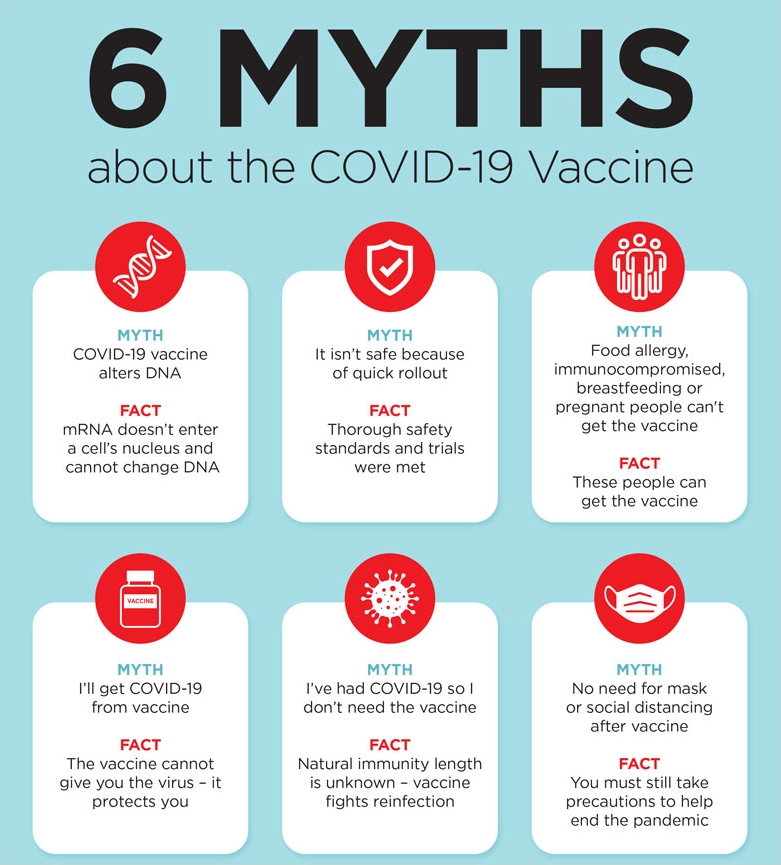 6 MYTHS
about the COVID-19 Vaccine
MYTH
COVID-19 vaccine
alters DNA
FACT
mRNA doesn't enter
a cell's nucleus and
cannot change DNA
MYTH
It isn't safe because
of quick rollout
FACT
Thorough safety
standards and trials
were met
MYTH
Food allergy,
immunocompromised,
breastfeeding or
pregnant people can't
get the vaccine
FACT
These people can
get the vaccine
VACCINE
MYTH
I'll get COVID-19
from vaccine
FACT
The vaccine cannot
give you the virus – it
protects you
MYTH
I've had COVID-19 so I
don't need the vaccine
FACT
Natural immunity length
is unknown – vaccine
fights reinfection
MYTH
No need for mask
or social distancing
after vaccine
FACT
You must still take
precautions to help
end the pandemic